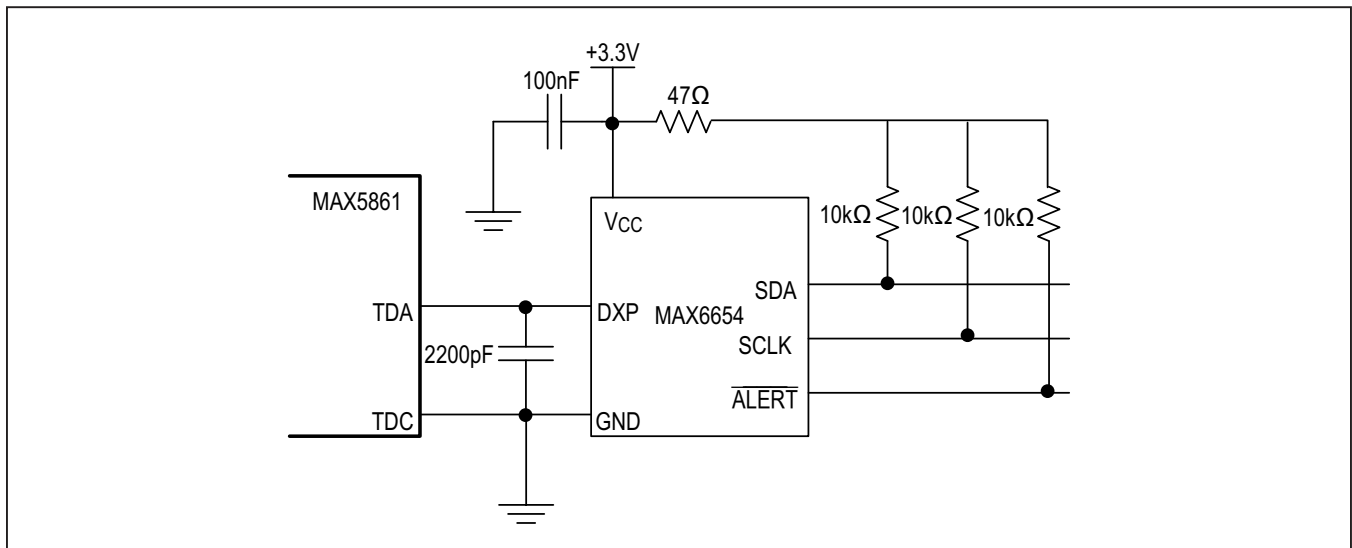 +3.3V
100nF
47Ω
MAX5861
VCC
10kΩ 10kΩ 10kΩ
SDA
TDA
DXP
MAX6654
SCLK
2200pF
ALERT
TDC
GND